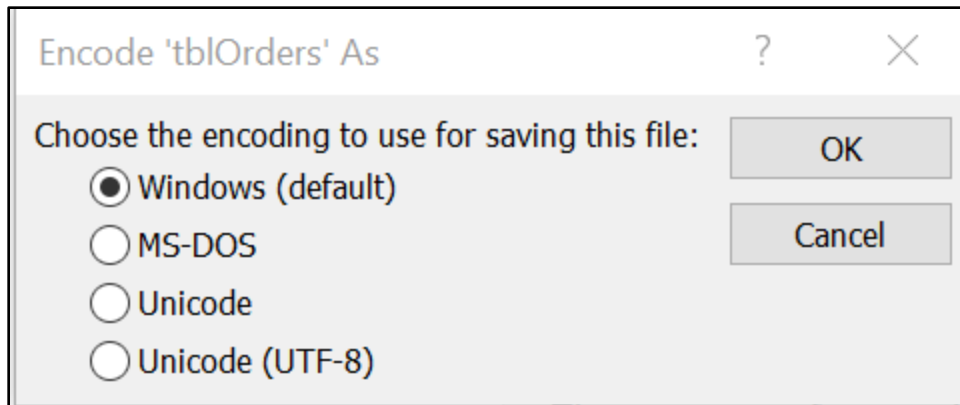 Encode 'tblOrders' As ?
Choose the encoding to use for saving this file:
OK
Windows (default)
Cancel
MS-DOS
Unicode
Unicode (UTF-8)